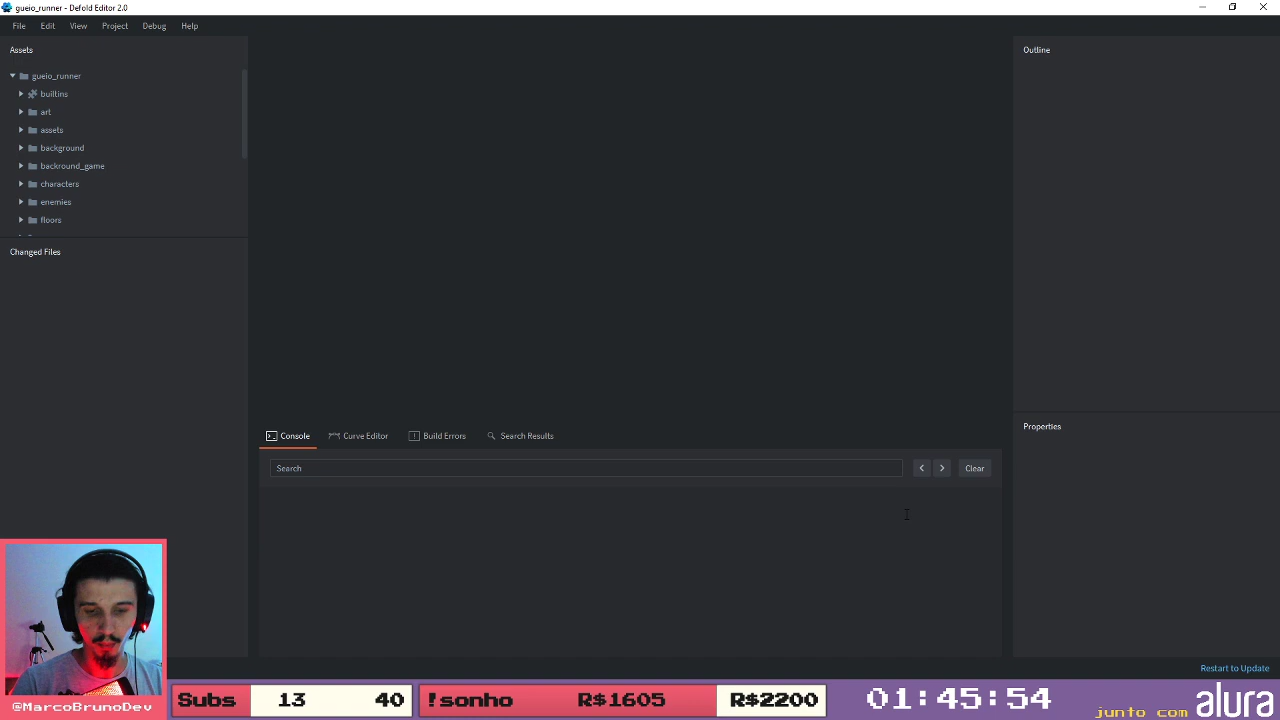 gueio_runner - Defold Editor 2.0
File Edit View Project Debug Help
Assets
gueio_runner
builtins
art
assets
background
backround_game
characters
enemies
floors
Changed Files
Outline
Console Curve Editor Build Errors Search Results
Search
Clear
Properties
Restart to Update
@MarcoBrunoDev
Subs 13 40 !sonho R$1605 R$2200 01:45:54 junto com alura